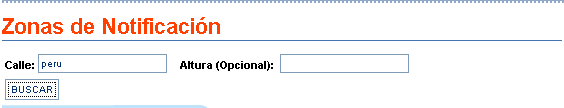 Zonas de Notificación
Calle: peru Altura (Opcional):
BUSCAR